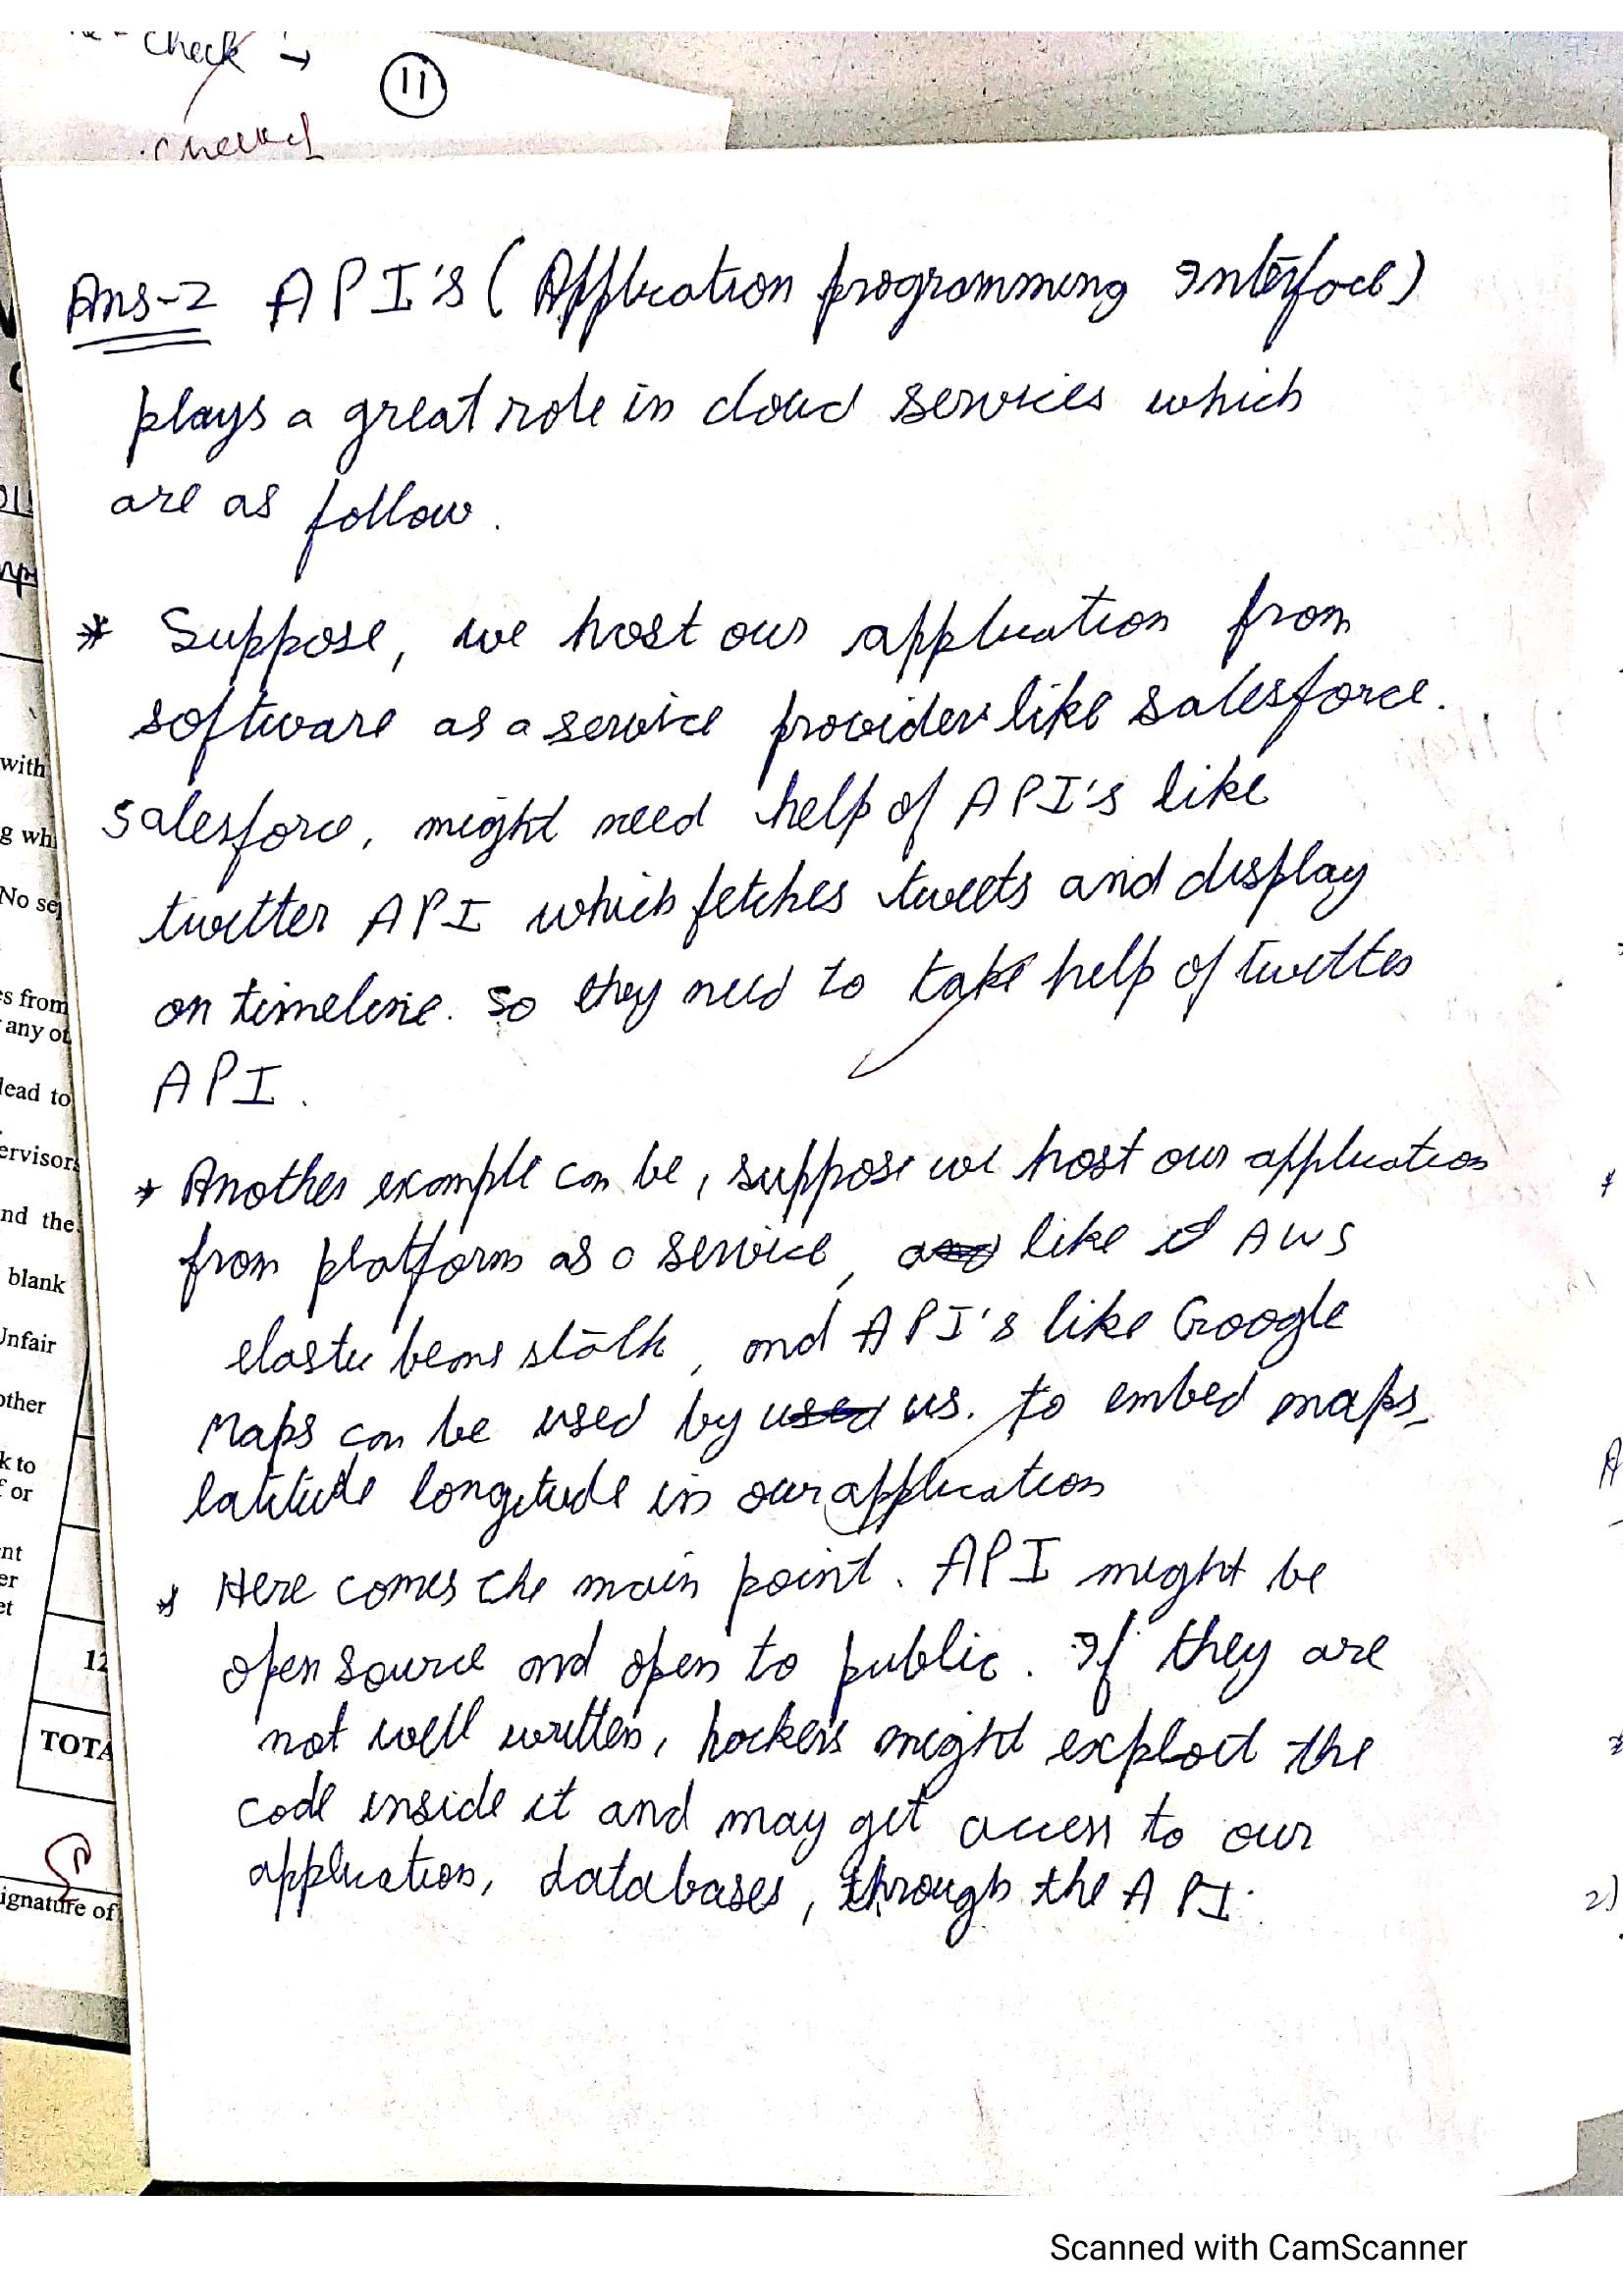 Check →
11
Checked
Ans-2 API's (Application programming Interface)
plays a great role in cloud services which
are as follow.
* Suppose, we host our application from
software as a service provider like salesforce.
Salesforce, might need help of API's like
twitter API which fetches tweets and display
on timeline. So they need to take help of twitter
API.
* Another example can be, suppose we host our application
from platform as a service, like AWS
elastic beans stalk, and API's like Google
Maps can be used by us. to embed maps,
latitude longitude in our application
* Here comes the main point. API might be
open source and open to public. If they are
not well written, hackers might exploit the
code inside it and may get access to our
application, databases, through the API.
with
g wh
No se
es from
any ot
lead to
ervisor
nd the
blank
Unfair
other
k to
f or
nt
er
et
12
TOTA
ignature of
2)
Scanned with CamScanner